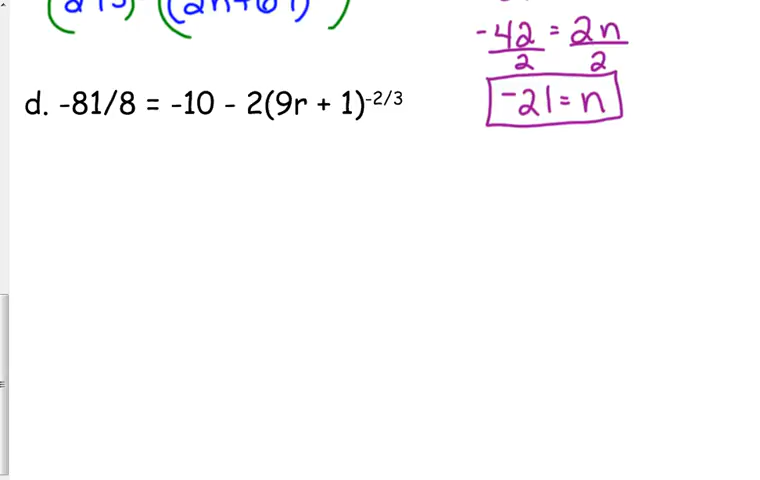 -42 = 2n
2 2
d. -81/8 = -10 - 2(9r + 1)-2/3
-21 = n